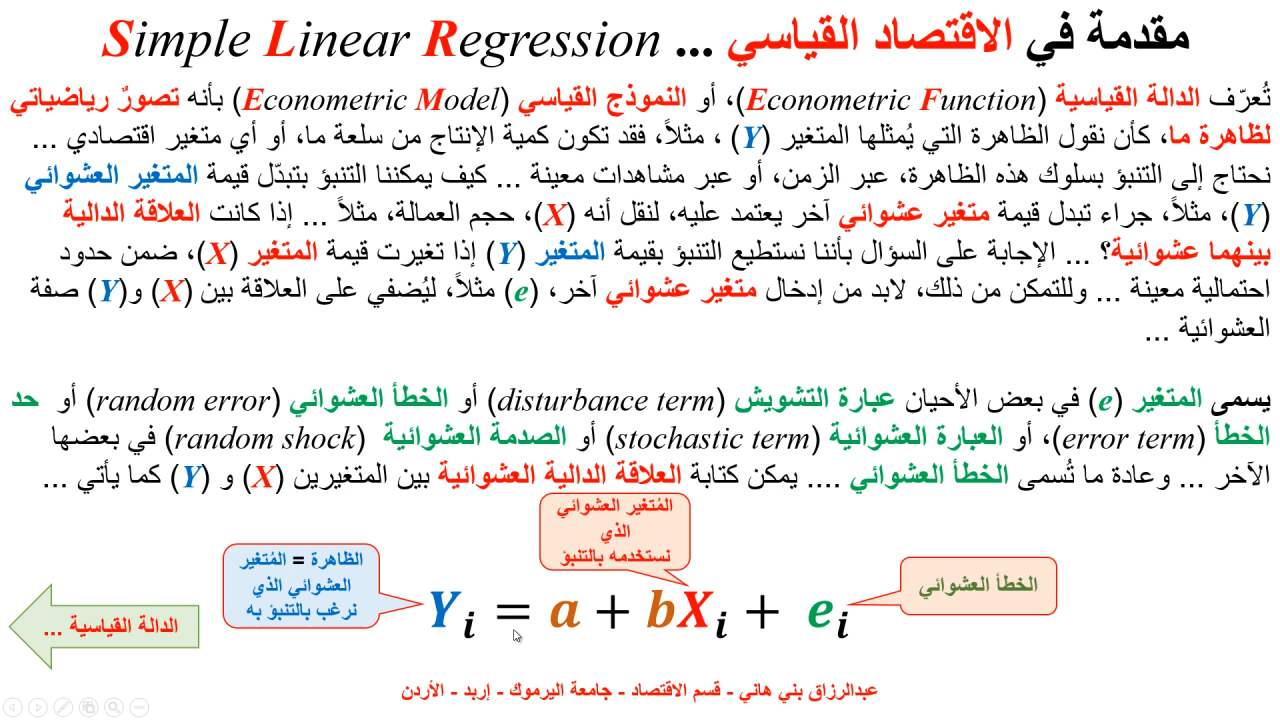 مقدمة في الاقتصاد القياسي ... Simple Linear Regression
تُعرّف الدالة القياسية (Econometric Function)، أو النموذج القياسي (Econometric Model) بأنه تصورٌ رياضياتي
لظاهرة ما، كأن نقول الظاهرة التي يُمثلها المتغير (Y) ، مثلاً، فقد تكون كمية الإنتاج من سلعة ما، أو أي متغير اقتصادي ...
نحتاج إلى التنبؤ بسلوك هذه الظاهرة، عبر الزمن، أو عبر مشاهدات معينة ... كيف يمكننا التنبؤ بتبدّل قيمة المتغير العشوائي
(Y)، مثلاً، جراء تبدل قيمة متغير عشوائي آخر يعتمد عليه، لنقل أنه (X)، حجم العمالة، مثلاً ... إذا كانت العلاقة الدالية
بينهما عشوائية؟ ... الإجابة على السؤال بأننا نستطيع التنبؤ بقيمة المتغير (Y) إذا تغيرت قيمة المتغير (X)، ضمن حدود
احتمالية معينة ... وللتمكن من ذلك، لابد من إدخال متغير عشوائي آخر، (e) مثلاً، ليُضفي على العلاقة بين (X) و(Y) صفة
العشوائية ...
يسمى المتغير (e) في بعض الأحيان عبارة التشويش (disturbance term) أو الخطأ العشوائي (random error) أو حد
الخطأ (error term)، أو العبارة العشوائية (stochastic term) أو الصدمة العشوائية (random shock) في بعضها
الآخر ... وعادة ما تُسمى الخطأ العشوائي .... يمكن كتابة العلاقة الدالية العشوائية بين المتغيرين (X) و (Y) كما يأتي ...
المُتغير العشوائي
الذي
نستخدمه بالتنبؤ
الظاهرة = المُتغير
العشوائي الذي
نرغب بالتنبؤ به
الخطأ العشوائي
Yi = a + bXi + ei
الدالة القياسية ...
عبدالرزاق بني هاني - قسم الاقتصاد - جامعة اليرموك - إربد - الأردن